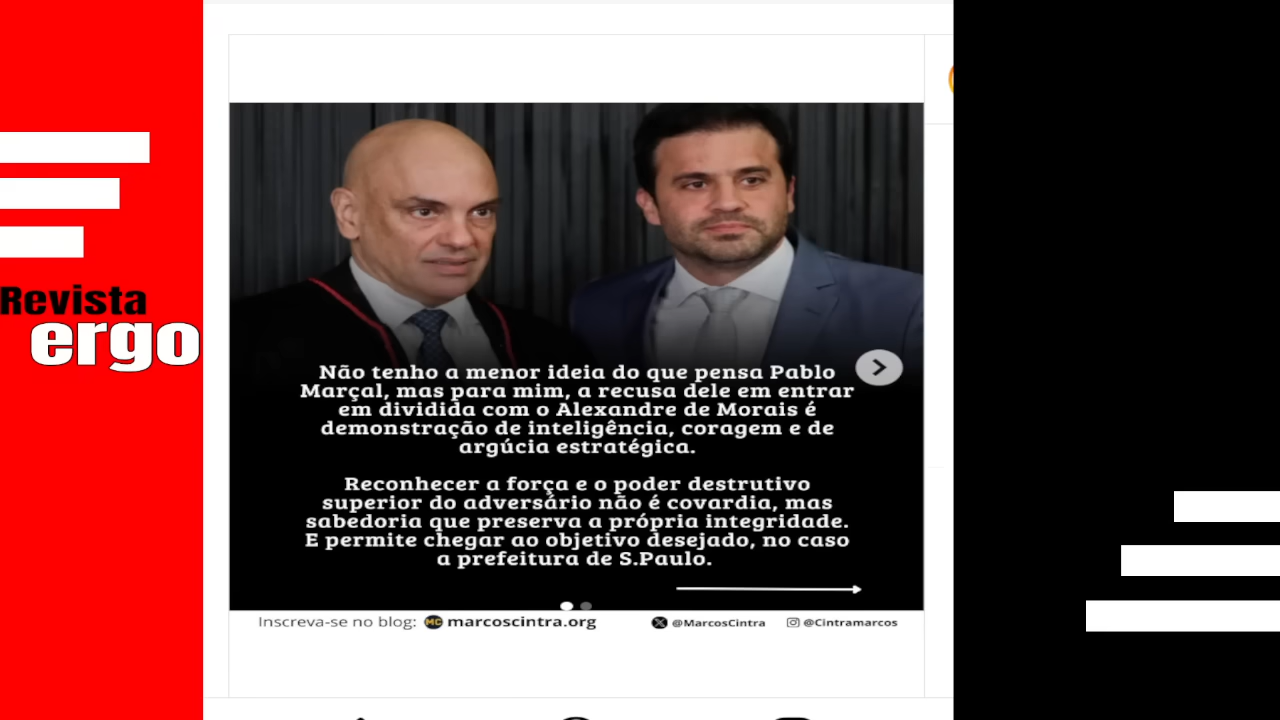 Revista
ergo
Não tenho a menor ideia do que pensa Pablo
Marçal, mas para mim, a recusa dele em entrar
em dividida com o Alexandre de Morais é
demonstração de inteligência, coragem e de
argúcia estratégica.
Reconhecer a força e o poder destrutivo
superior do adversário não é covardia, mas
sabedoria que preserva a própria integridade.
E permite chegar ao objetivo desejado, no caso
a prefeitura de S.Paulo.
Inscreva-se no blog: MC marcoscintra.org
@MarcosCintra
@Cintramarcos